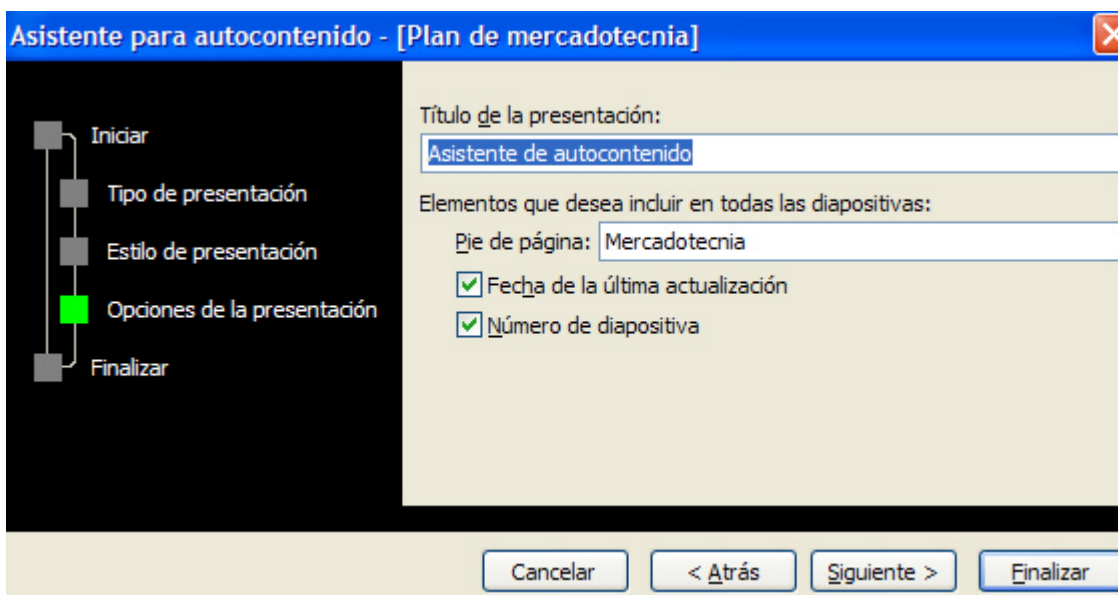 Asistente para autocontenido - [Plan de mercadotecnia]
Iniciar
Tipo de presentación
Estilo de presentación
Opciones de la presentación
Finalizar
Título de la presentación:
Asistente de autocontenido
Elementos que desea incluir en todas las diapositivas:
Pie de página: Mercadotecnia
Fecha de la última actualización
Número de diapositiva
Cancelar < Atrás Siguiente > Finalizar